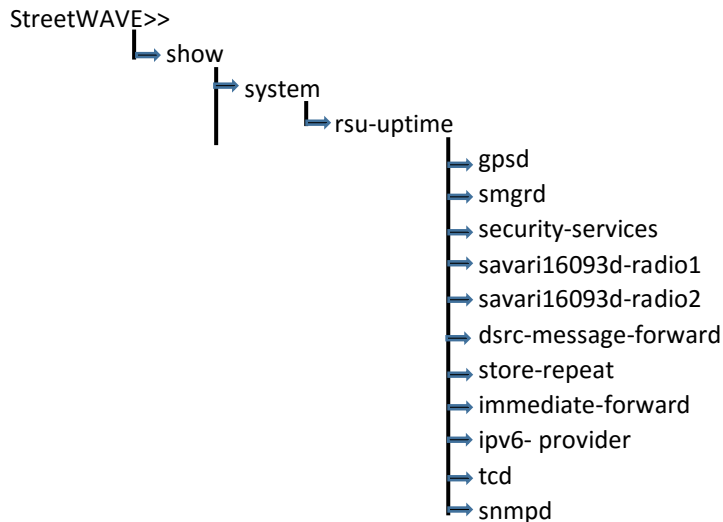 StreetWAVE>>
show
system
rsu-uptime
gpsd
smgrd
security-services
savari16093d-radio1
savari16093d-radio2
dsrc-message-forward
store-repeat
immediate-forward
ipv6- provider
tcd
snmpd